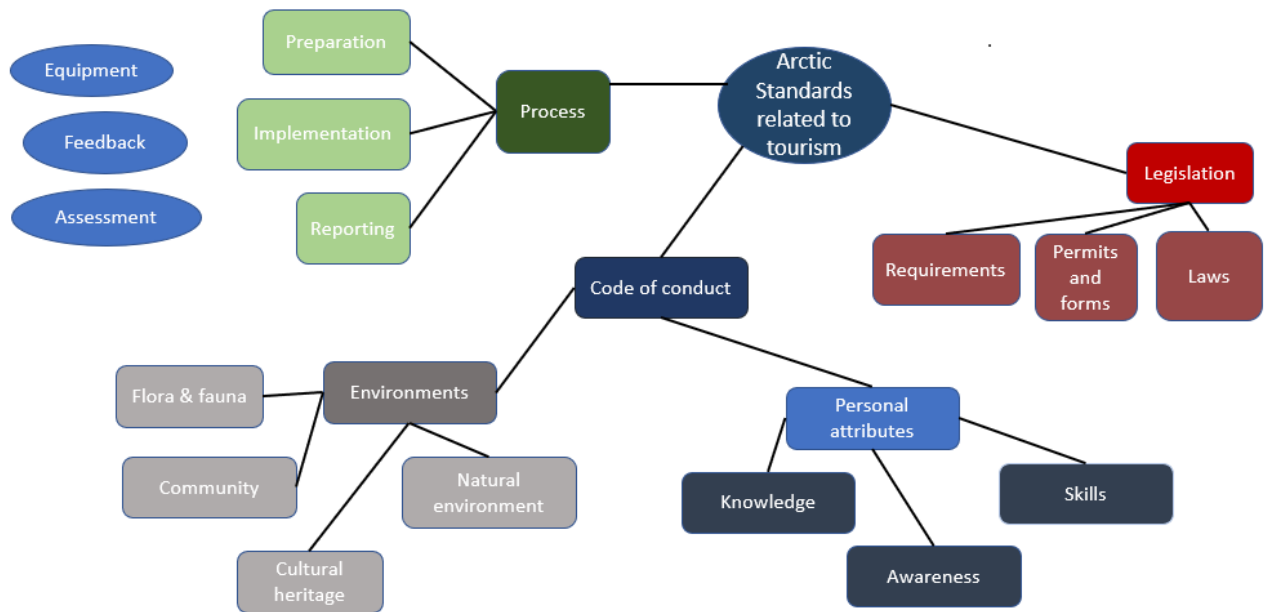 Preparation
Equipment
Feedback
Assessment
Implementation
Reporting
Process
Arctic
Standards
related to
tourism
Legislation
Requirements
Permits
and
forms
Laws
Code of conduct
Environments
Flora & fauna
Community
Natural
environment
Cultural
heritage
Personal
attributes
Knowledge
Skills
Awareness